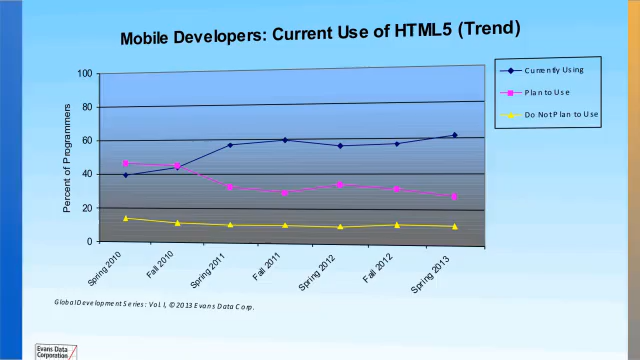 Mobile Developers: Current Use of HTML5 (Trend)
Percent of Programmers
100
80
60
40
20
0
Spring 2010
Fall 2010
Spring 2011
Fall 2011
Spring 2012
Fall 2012
Spring 2013
Currently Using
Plan to Use
Do Not Plan to Use
Global Development Series: Vol. I, © 2013 Evans Data Corp.
Evans Data
Corporation